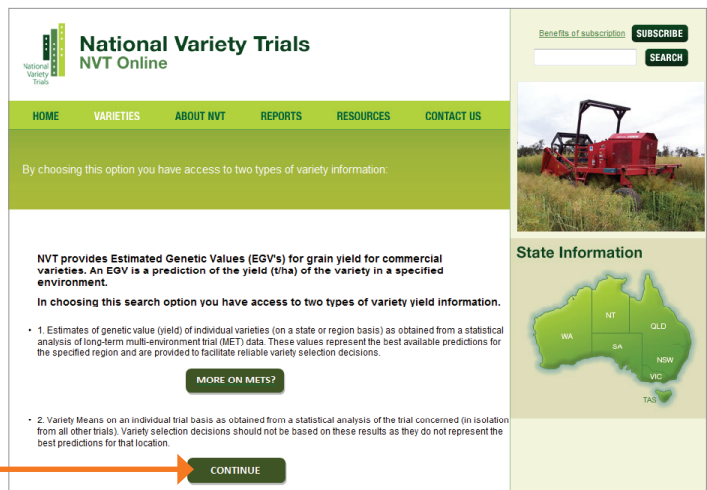 National
Variety
Trials
National Variety Trials
NVT Online
Benefits of subscription SUBSCRIBE
SEARCH
HOME VARIETIES ABOUT NVT REPORTS RESOURCES CONTACT US
By choosing this option you have access to two types of variety information:
NVT provides Estimated Genetic Values (EGV's) for grain yield for commercial
varieties. An EGV is a prediction of the yield (t/ha) of the variety in a specified
environment.
In choosing this search option you have access to two types of variety yield information.
• 1. Estimates of genetic value (yield) of individual varieties (on a state or region basis) as obtained from a statistical
analysis of long-term multi-environment trial (MET) data. These values represent the best available predictions for
the specified region and are provided to facilitate reliable variety selection decisions.
MORE ON METS?
• 2. Variety Means on an individual trial basis as obtained from a statistical analysis of the trial concerned (in isolation
from all other trials). Variety selection decisions should not be based on these results as they do not represent the
best predictions for that location.
CONTINUE
State Information
NT
QLD
WA
SA
NSW
VIC
TAS